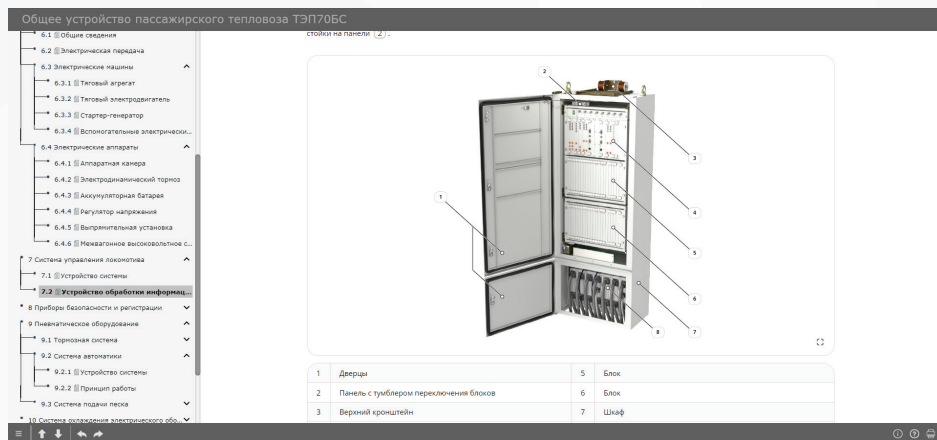 Общее устройство пассажирского тепловоза ТЭП70БС
6.1 Общие сведения
6.2 Электрическая передача
6.3 Электрические машины
6.3.1 Тяговый агрегат
6.3.2 Тяговый электродвигатель
6.3.3 Стартер-генератор
6.3.4 Вспомогательные электрически...
6.4 Электрические аппараты
6.4.1 Аппаратная камера
6.4.2 Электродинамический тормоз
6.4.3 Аккумуляторная батарея
6.4.4 Регулятор напряжения
6.4.5 Выпрямительная установка
6.4.6 Межвагонное высоковольтное с...
7 Система управления локомотива
7.1 Устройство системы
7.2 Устройство обработки информац...
8 Приборы безопасности и регистрации
9 Пневматическое оборудование
9.1 Тормозная система
9.2 Система автоматики
9.2.1 Устройство системы
9.2.2 Принцип работы
9.3 Система подачи песка
10 Система охлаждения электрического обо...
стойки на панели 2 .
2
3
1
4
5
6
8
7
1 Дверцы 5 Блок
2 Панель с тумблером переключения блоков 6 Блок
3 Верхний кронштейн 7 Шкаф